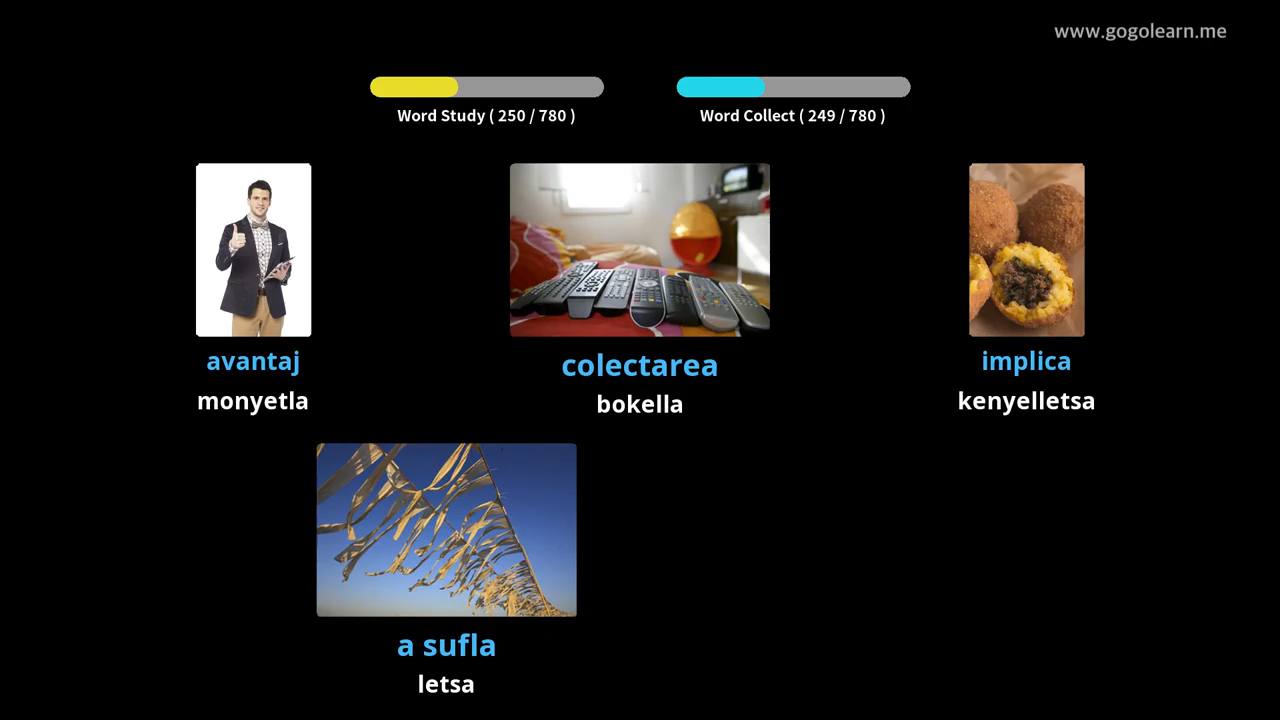 www.gogolearn.me
Word Study ( 250 / 780 )
Word Collect ( 249 / 780 )
avantaj
monyetla
colectarea
bokella
implica
kenyelletsa
a sufla
letsa